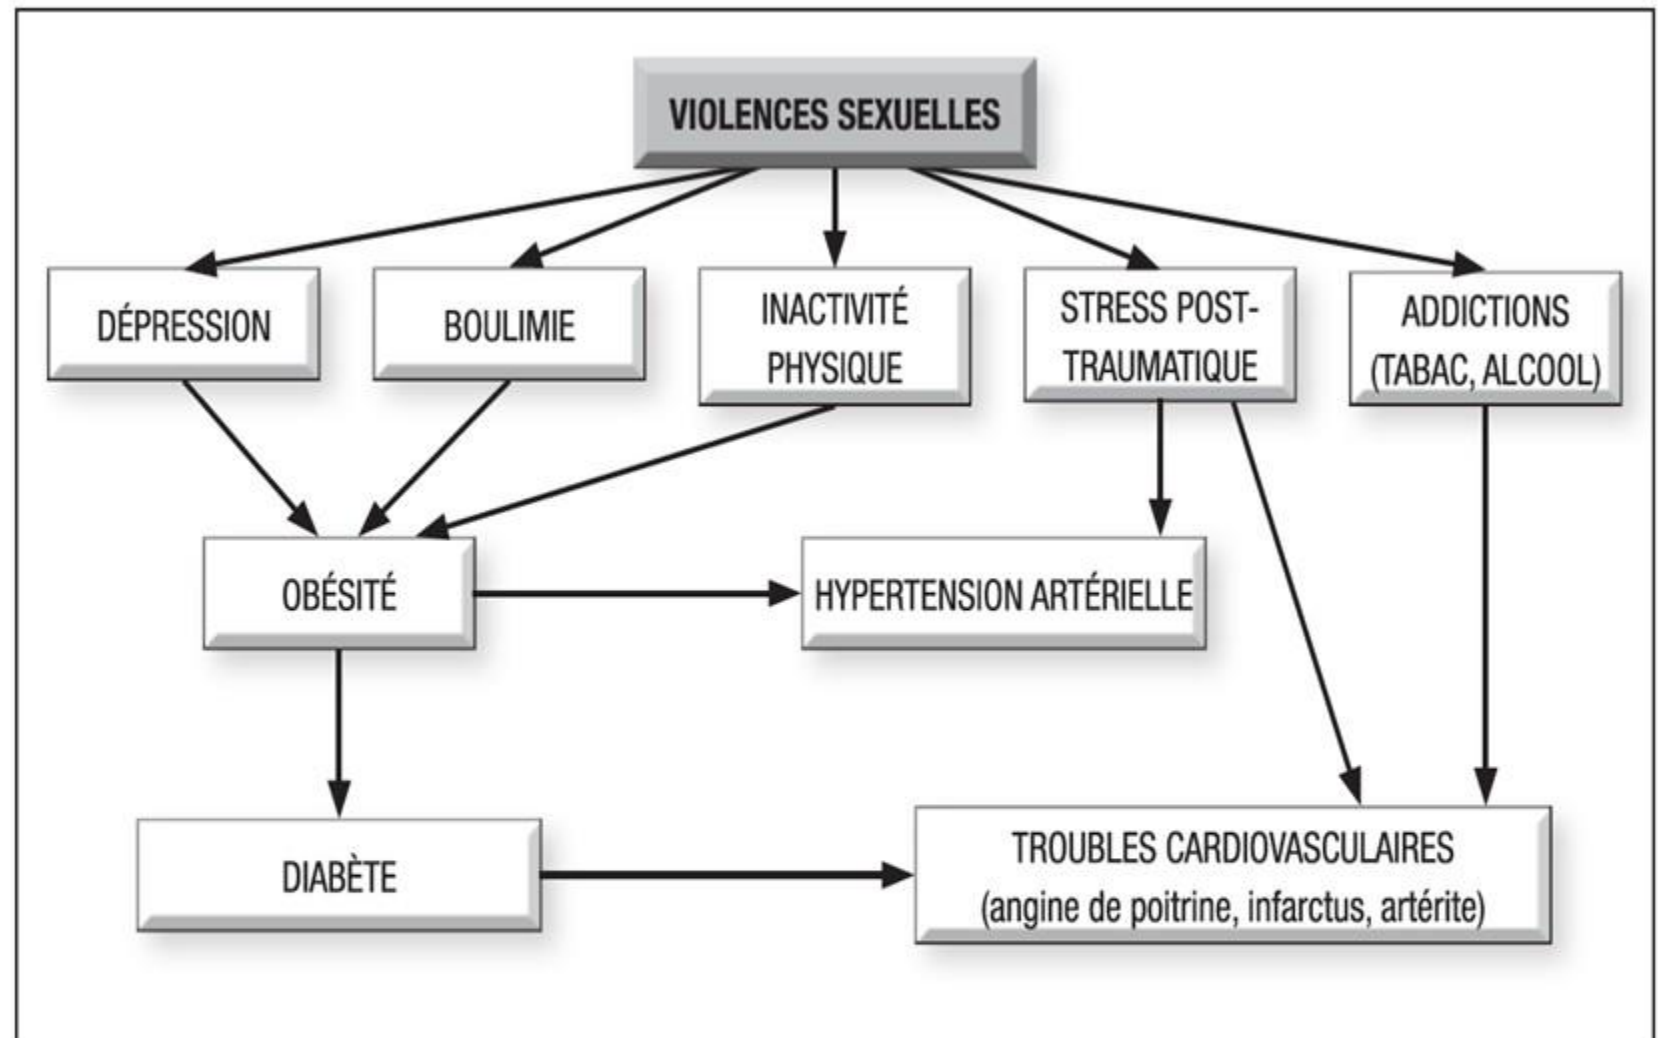 VIOLENCES SEXUELLES
DÉPRESSION
BOULIMIE
INACTIVITÉ
PHYSIQUE
STRESS POST-
TRAUMATIQUE
ADDICTIONS
(TABAC, ALCOOL)
OBÉSITÉ
HYPERTENSION ARTÉRIELLE
DIABÈTE
TROUBLES CARDIOVASCULAIRES
(angine de poitrine, infarctus, artérite)